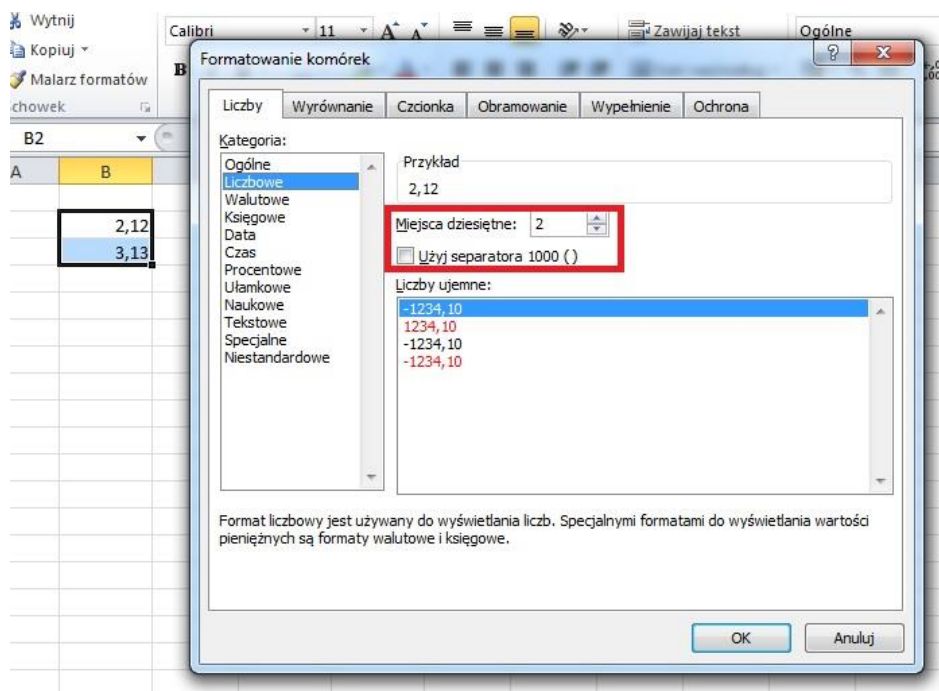 Wytnij
Kopiuj
Malarz formatów
schowek
Calibri 11 A A Zawijaj tekst Ogólne
B
Formatowanie komórek ? X
B2
Liczby Wyrównanie Czcionka Obramowanie Wypełnienie Ochrona
A B
2,12
3,13
Kategoria:
Ogólne
Liczbowe
Walutowe
Księgowe
Data
Czas
Procentowe
Ułamkowe
Naukowe
Tekstowe
Specjalne
Niestandardowe
Przykład
2,12
Miejsca dziesiętne: 2
Użyj separatora 1000 ( )
Liczby ujemne:
-1234,10
1234,10
-1234,10
-1234,10
Format liczbowy jest używany do wyświetlania liczb. Specjalnymi formatami do wyświetlania wartości
pieniężnych są formaty walutowe i księgowe.
OK Anuluj